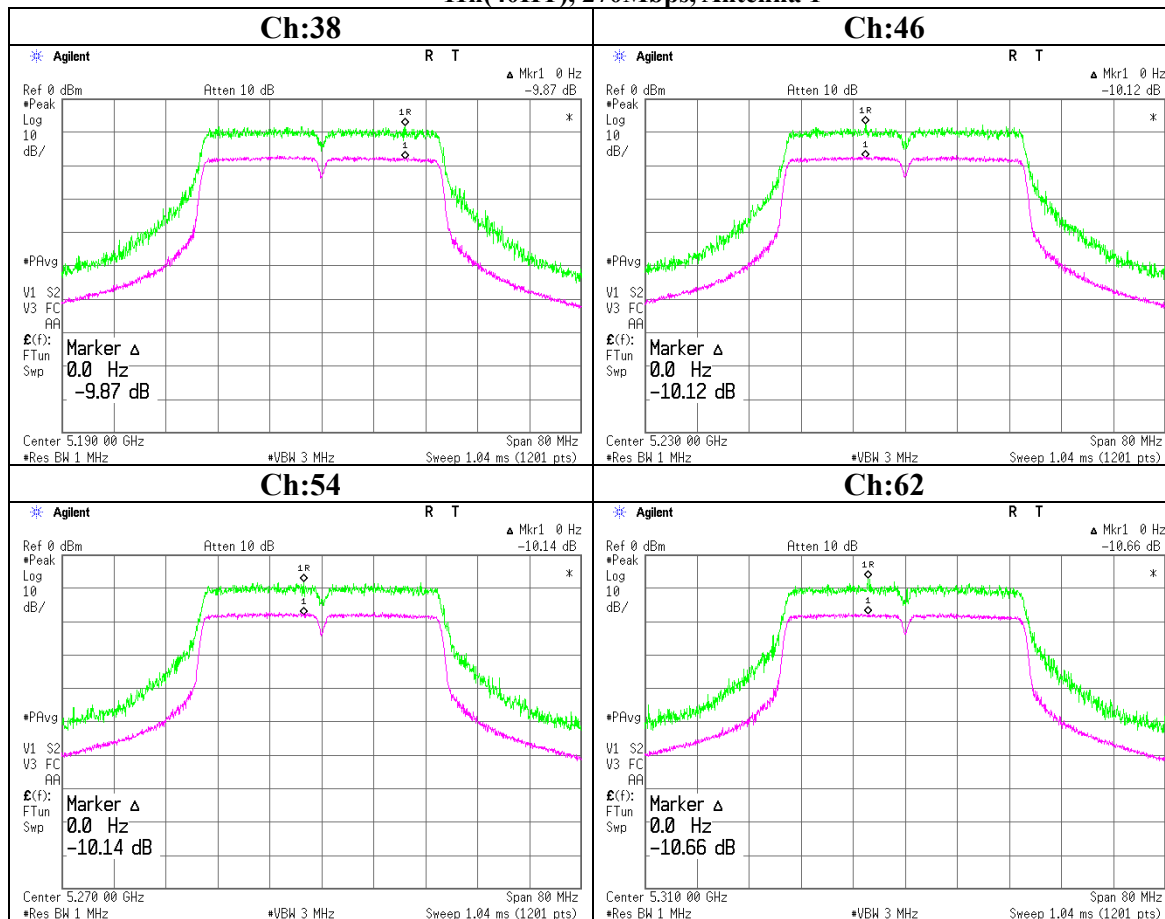 Ch:38
Agilent R T
Δ Mkr1 0 Hz
Ref 0 dBm Atten 10 dB -9.87 dB
#Peak
Log
10
dB/
1R
1
*
#PAvg
V1 S2
V3 FC
AA
£(f):
FTun
Swp
Marker Δ
0.0 Hz
-9.87 dB
Center 5.190 00 GHz Span 80 MHz
#Res BW 1 MHz #VBW 3 MHz Sweep 1.04 ms (1201 pts)
Ch:46
Agilent R T
Δ Mkr1 0 Hz
Ref 0 dBm Atten 10 dB -10.12 dB
#Peak
Log
10
dB/
1R
1
*
#PAvg
V1 S2
V3 FC
AA
£(f):
FTun
Swp
Marker Δ
0.0 Hz
-10.12 dB
Center 5.230 00 GHz Span 80 MHz
#Res BW 1 MHz #VBW 3 MHz Sweep 1.04 ms (1201 pts)
Ch:54
Agilent R T
Δ Mkr1 0 Hz
Ref 0 dBm Atten 10 dB -10.14 dB
#Peak
Log
10
dB/
1R
1
*
#PAvg
V1 S2
V3 FC
AA
£(f):
FTun
Swp
Marker Δ
0.0 Hz
-10.14 dB
Center 5.270 00 GHz Span 80 MHz
#Res BW 1 MHz #VBW 3 MHz Sweep 1.04 ms (1201 pts)
Ch:62
Agilent R T
Δ Mkr1 0 Hz
Ref 0 dBm Atten 10 dB -10.66 dB
#Peak
Log
10
dB/
1R
1
*
#PAvg
V1 S2
V3 FC
AA
£(f):
FTun
Swp
Marker Δ
0.0 Hz
-10.66 dB
Center 5.310 00 GHz Span 80 MHz
#Res BW 1 MHz #VBW 3 MHz Sweep 1.04 ms (1201 pts)